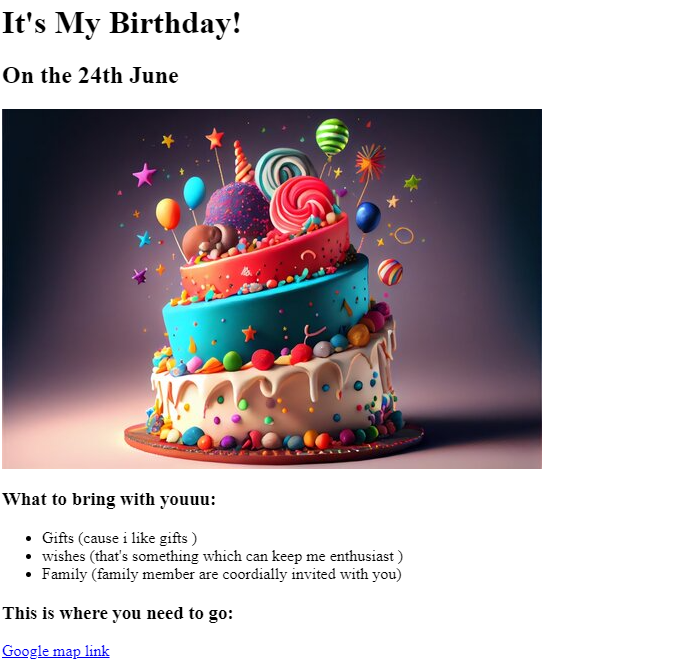 It's My Birthday!
On the 24th June
What to bring with youuu:
Gifts (cause i like gifts )
wishes (that's something which can keep me enthusiast )
Family (family member are coordially invited with you)
This is where you need to go:
Google map link